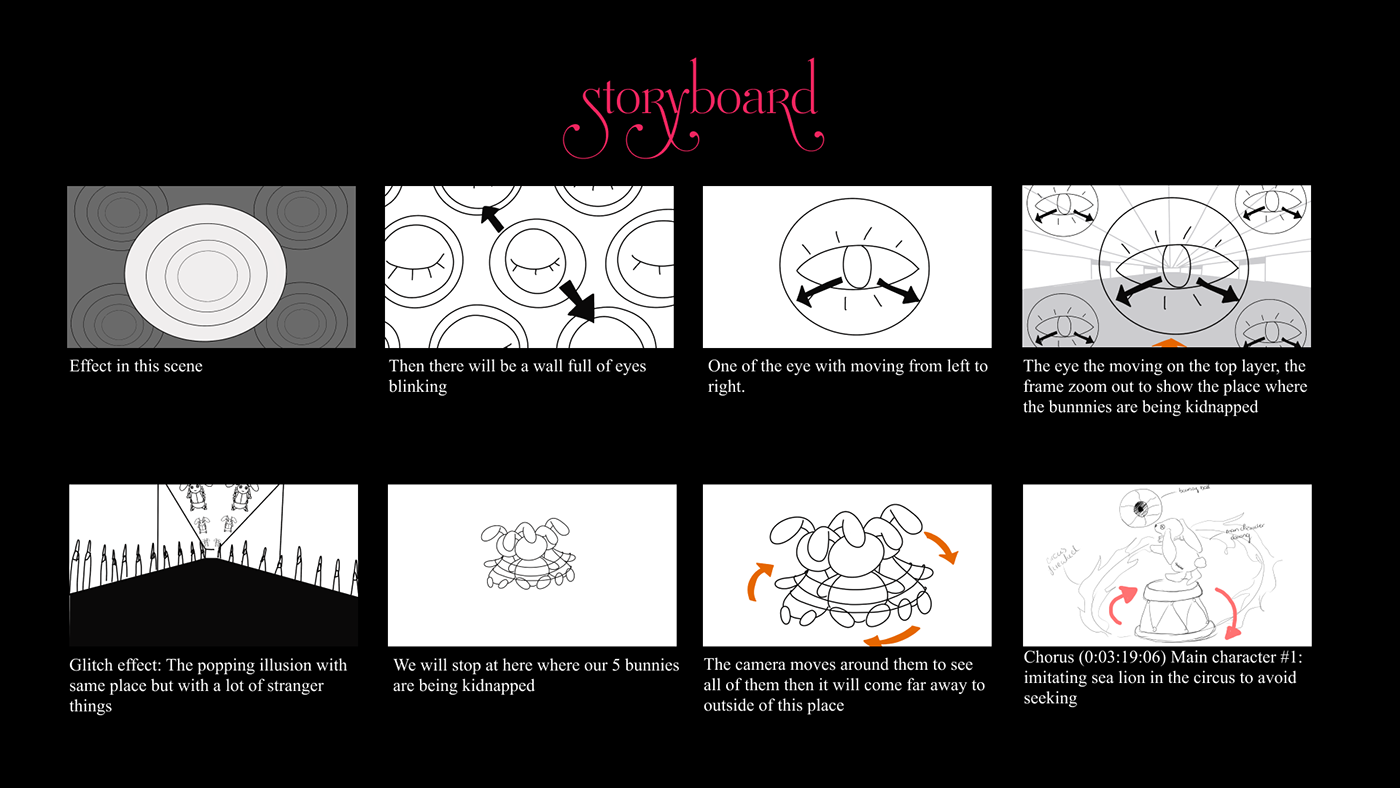 storyboard
Effect in this scene
Then there will be a wall full of eyes
blinking
One of the eye with moving from left to
right.
The eye the moving on the top layer, the
frame zoom out to show the place where
the bunnnies are being kidnapped
Glitch effect: The popping illusion with
same place but with a lot of stranger
things
We will stop at here where our 5 bunnies
are being kidnapped
The camera moves around them to see
all of them then it will come far away to
outside of this place
Chorus (0:03:19:06) Main character #1:
imitating sea lion in the circus to avoid
seeking